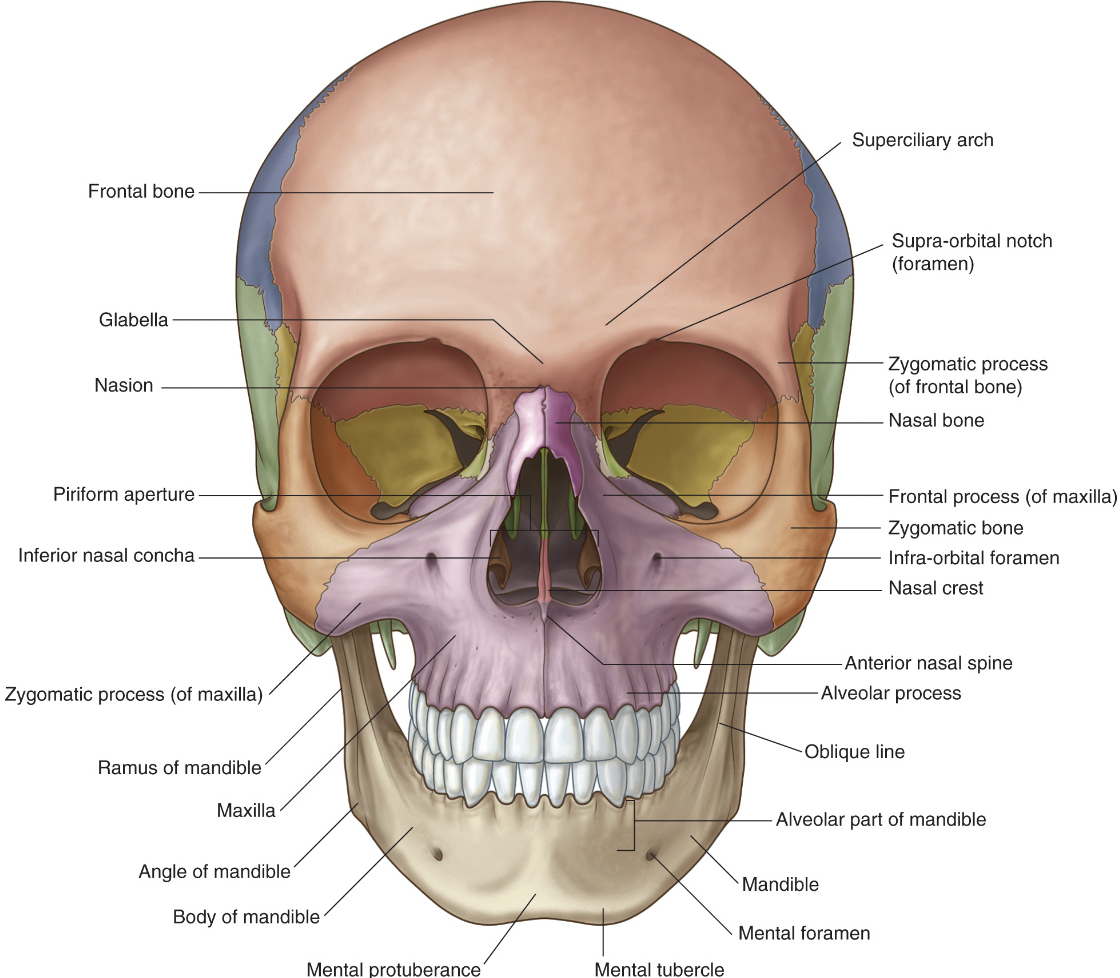 Superciliary arch
Frontal bone
Supra-orbital notch
(foramen)
Glabella
Zygomatic process
(of frontal bone)
Nasion
Nasal bone
Piriform aperture
Frontal process (of maxilla)
Zygomatic bone
Inferior nasal concha
Infra-orbital foramen
Nasal crest
Anterior nasal spine
Zygomatic process (of maxilla)
Alveolar process
Oblique line
Ramus of mandible
Maxilla
Alveolar part of mandible
Angle of mandible
Mandible
Body of mandible
Mental foramen
Mental protuberance
Mental tubercle